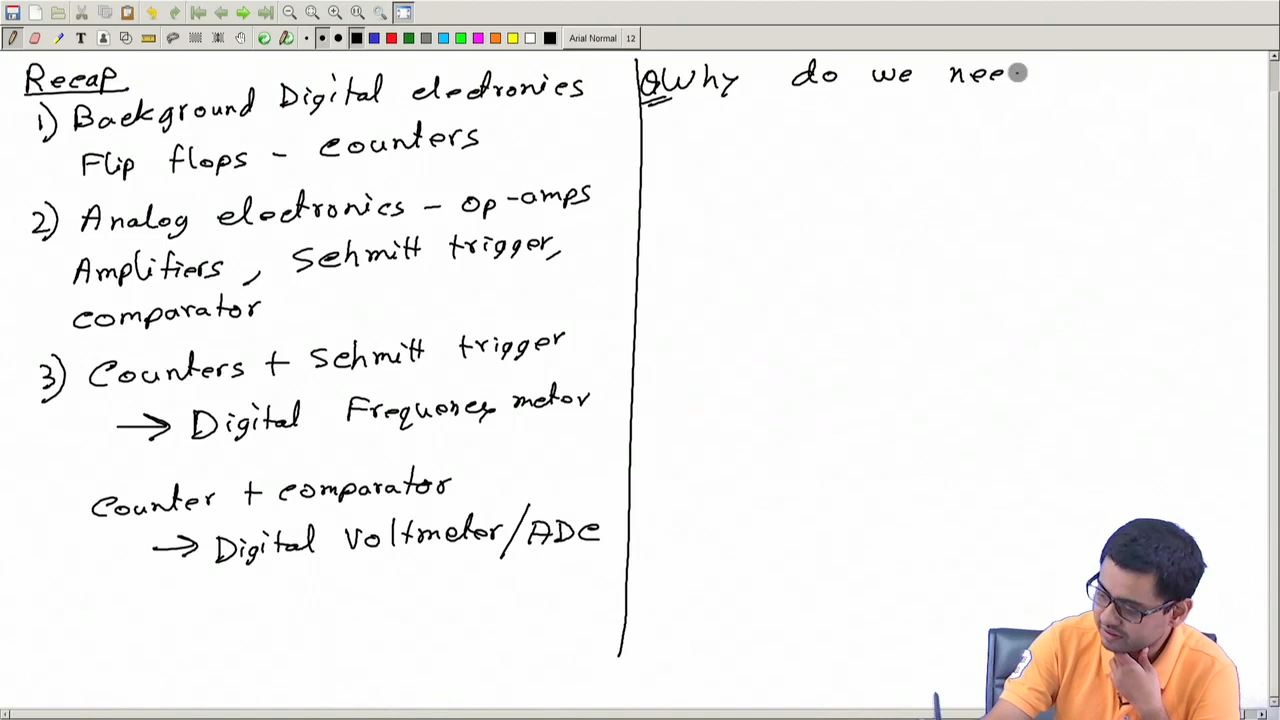 Arial Normal 12
Recap
1) Background Digital electronics
Flip flops - counters
2) Analog electronics - op-amps
Amplifiers, Schmitt trigger,
comparator
3) Counters + Schmitt trigger
→ Digital Frequency meter
Counter + comparator
→ Digital voltmeter/ADC
Q Why do we nee